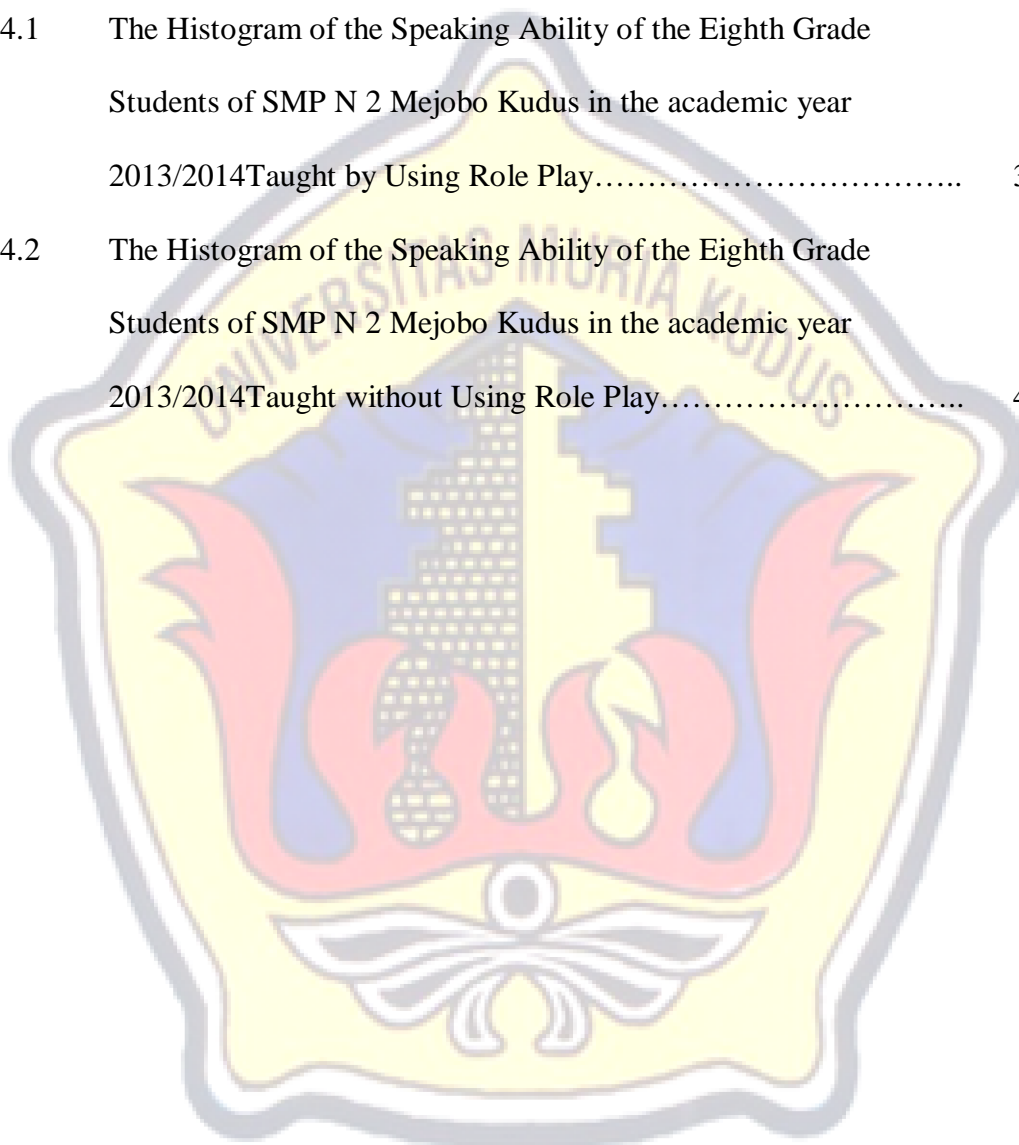 4.1 The Histogram of the Speaking Ability of the Eighth Grade
Students of SMP N 2 Mejobo Kudus in the academic year
2013/2014Taught by Using Role Play……………………………..
4.2 The Histogram of the Speaking Ability of the Eighth Grade
Students of SMP N 2 Mejobo Kudus in the academic year
2013/2014Taught without Using Role Play………………………..
UNIVERSITAS MURIA KUDUS